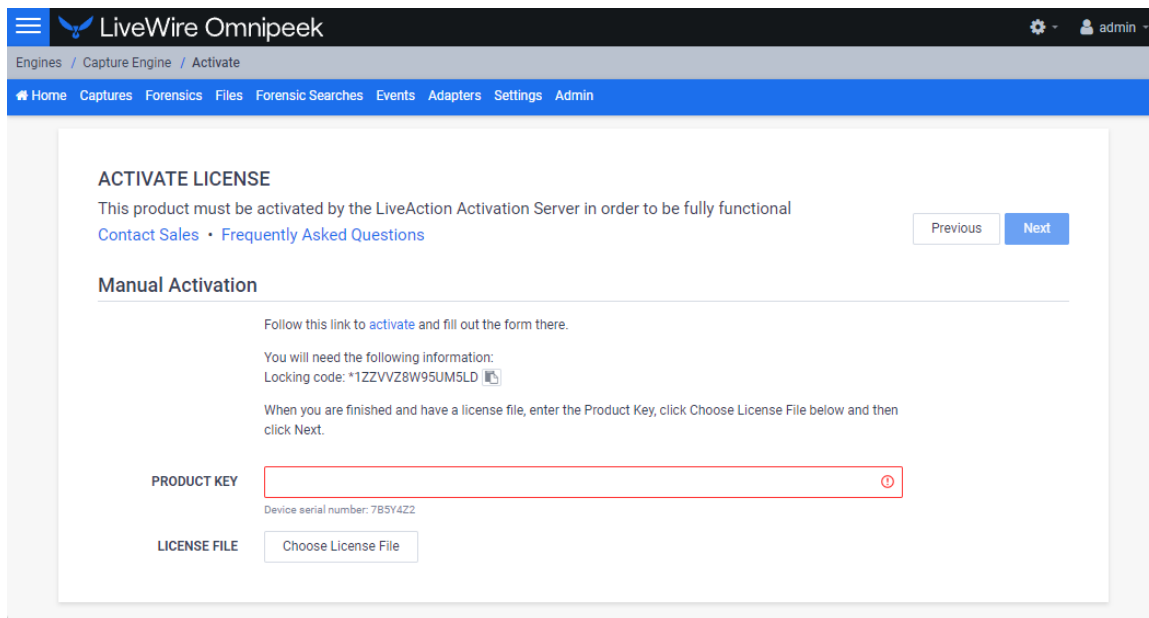 LiveWire Omnipeek
admin
Engines / Capture Engine / Activate
Home Captures Forensics Files Forensic Searches Events Adapters Settings Admin
ACTIVATE LICENSE
This product must be activated by the LiveAction Activation Server in order to be fully functional
Contact Sales • Frequently Asked Questions
Previous Next
Manual Activation
Follow this link to activate and fill out the form there.
You will need the following information:
Locking code: *1ZZVVZ8W95UM5LD
When you are finished and have a license file, enter the Product Key, click Choose License File below and then
click Next.
PRODUCT KEY
Device serial number: 7B5Y4Z2
LICENSE FILE Choose License File